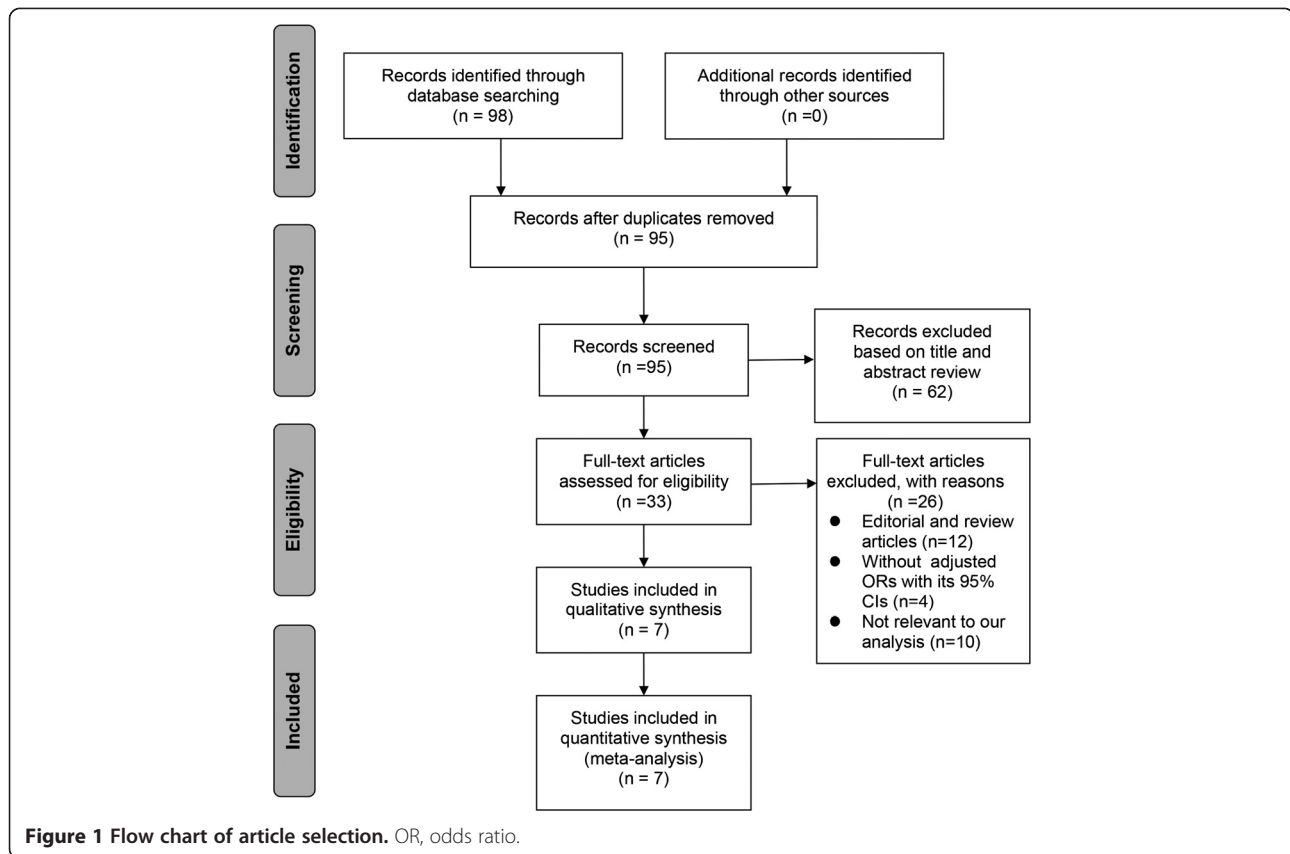 Identification
Records identified through
database searching
(n = 98)
Additional records identified
through other sources
(n =0)
Records after duplicates removed
(n = 95)
Screening
Records screened
(n =95)
Records excluded
based on title and
abstract review
(n = 62)
Eligibility
Full-text articles
assessed for eligibility
(n =33)
Full-text articles
excluded, with reasons
(n =26)
● Editorial and review
articles (n=12)
● Without adjusted
ORs with its 95%
CIs (n=4)
● Not relevant to our
analysis (n=10)
Studies included in
qualitative synthesis
(n = 7)
Included
Studies included in
quantitative synthesis
(meta-analysis)
(n = 7)
Figure 1 Flow chart of article selection. OR, odds ratio.